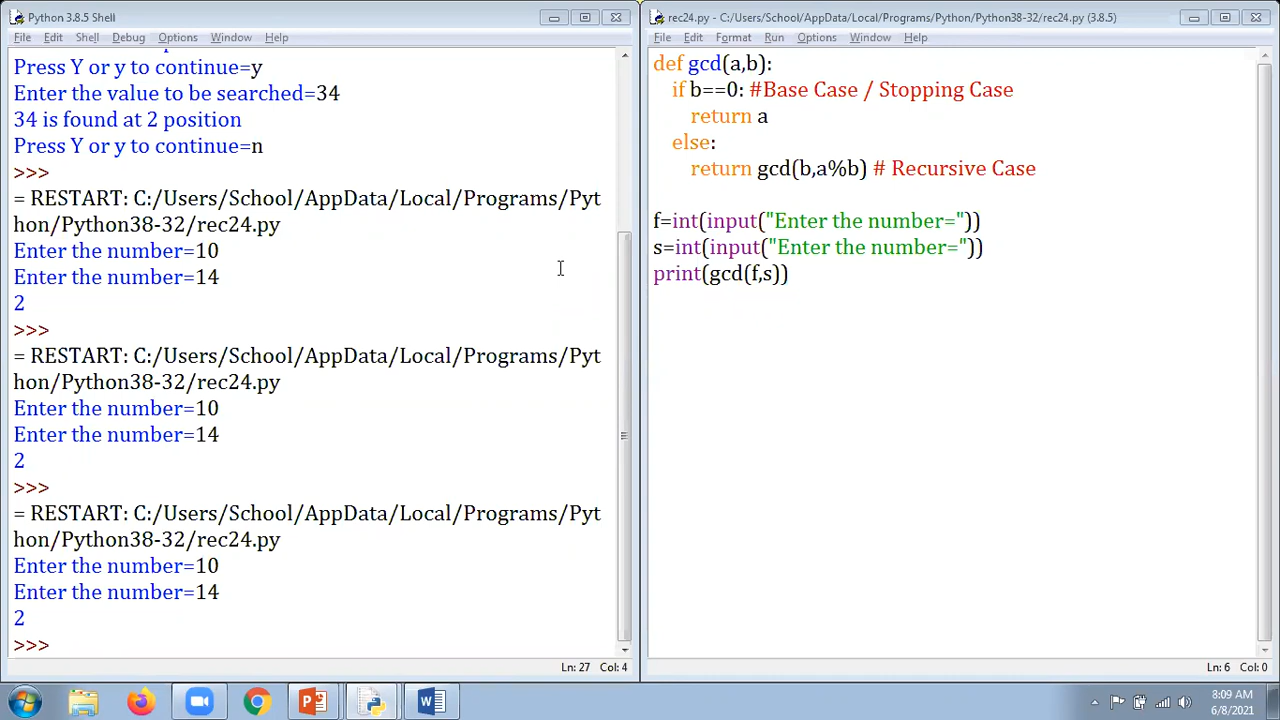 Python 3.8.5 Shell
File Edit Shell Debug Options Window Help
Press Y or y to continue=y
Enter the value to be searched=34
34 is found at 2 position
Press Y or y to continue=n
>>>
= RESTART: C:/Users/School/AppData/Local/Programs/Pyt
hon/Python38-32/rec24.py
Enter the number=10
Enter the number=14
2
>>>
= RESTART: C:/Users/School/AppData/Local/Programs/Pyt
hon/Python38-32/rec24.py
Enter the number=10
Enter the number=14
2
>>>
= RESTART: C:/Users/School/AppData/Local/Programs/Pyt
hon/Python38-32/rec24.py
Enter the number=10
Enter the number=14
2
>>>
Ln: 27 Col: 4
rec24.py - C:/Users/School/AppData/Local/Programs/Python/Python38-32/rec24.py (3.8.5)
File Edit Format Run Options Window Help
def gcd(a,b):
if b==0: #Base Case / Stopping Case
return a
else:
return gcd(b,a%b) # Recursive Case
f=int(input("Enter the number="))
s=int(input("Enter the number="))
print(gcd(f,s))
Ln: 6 Col: 0
8:09 AM
6/8/2021